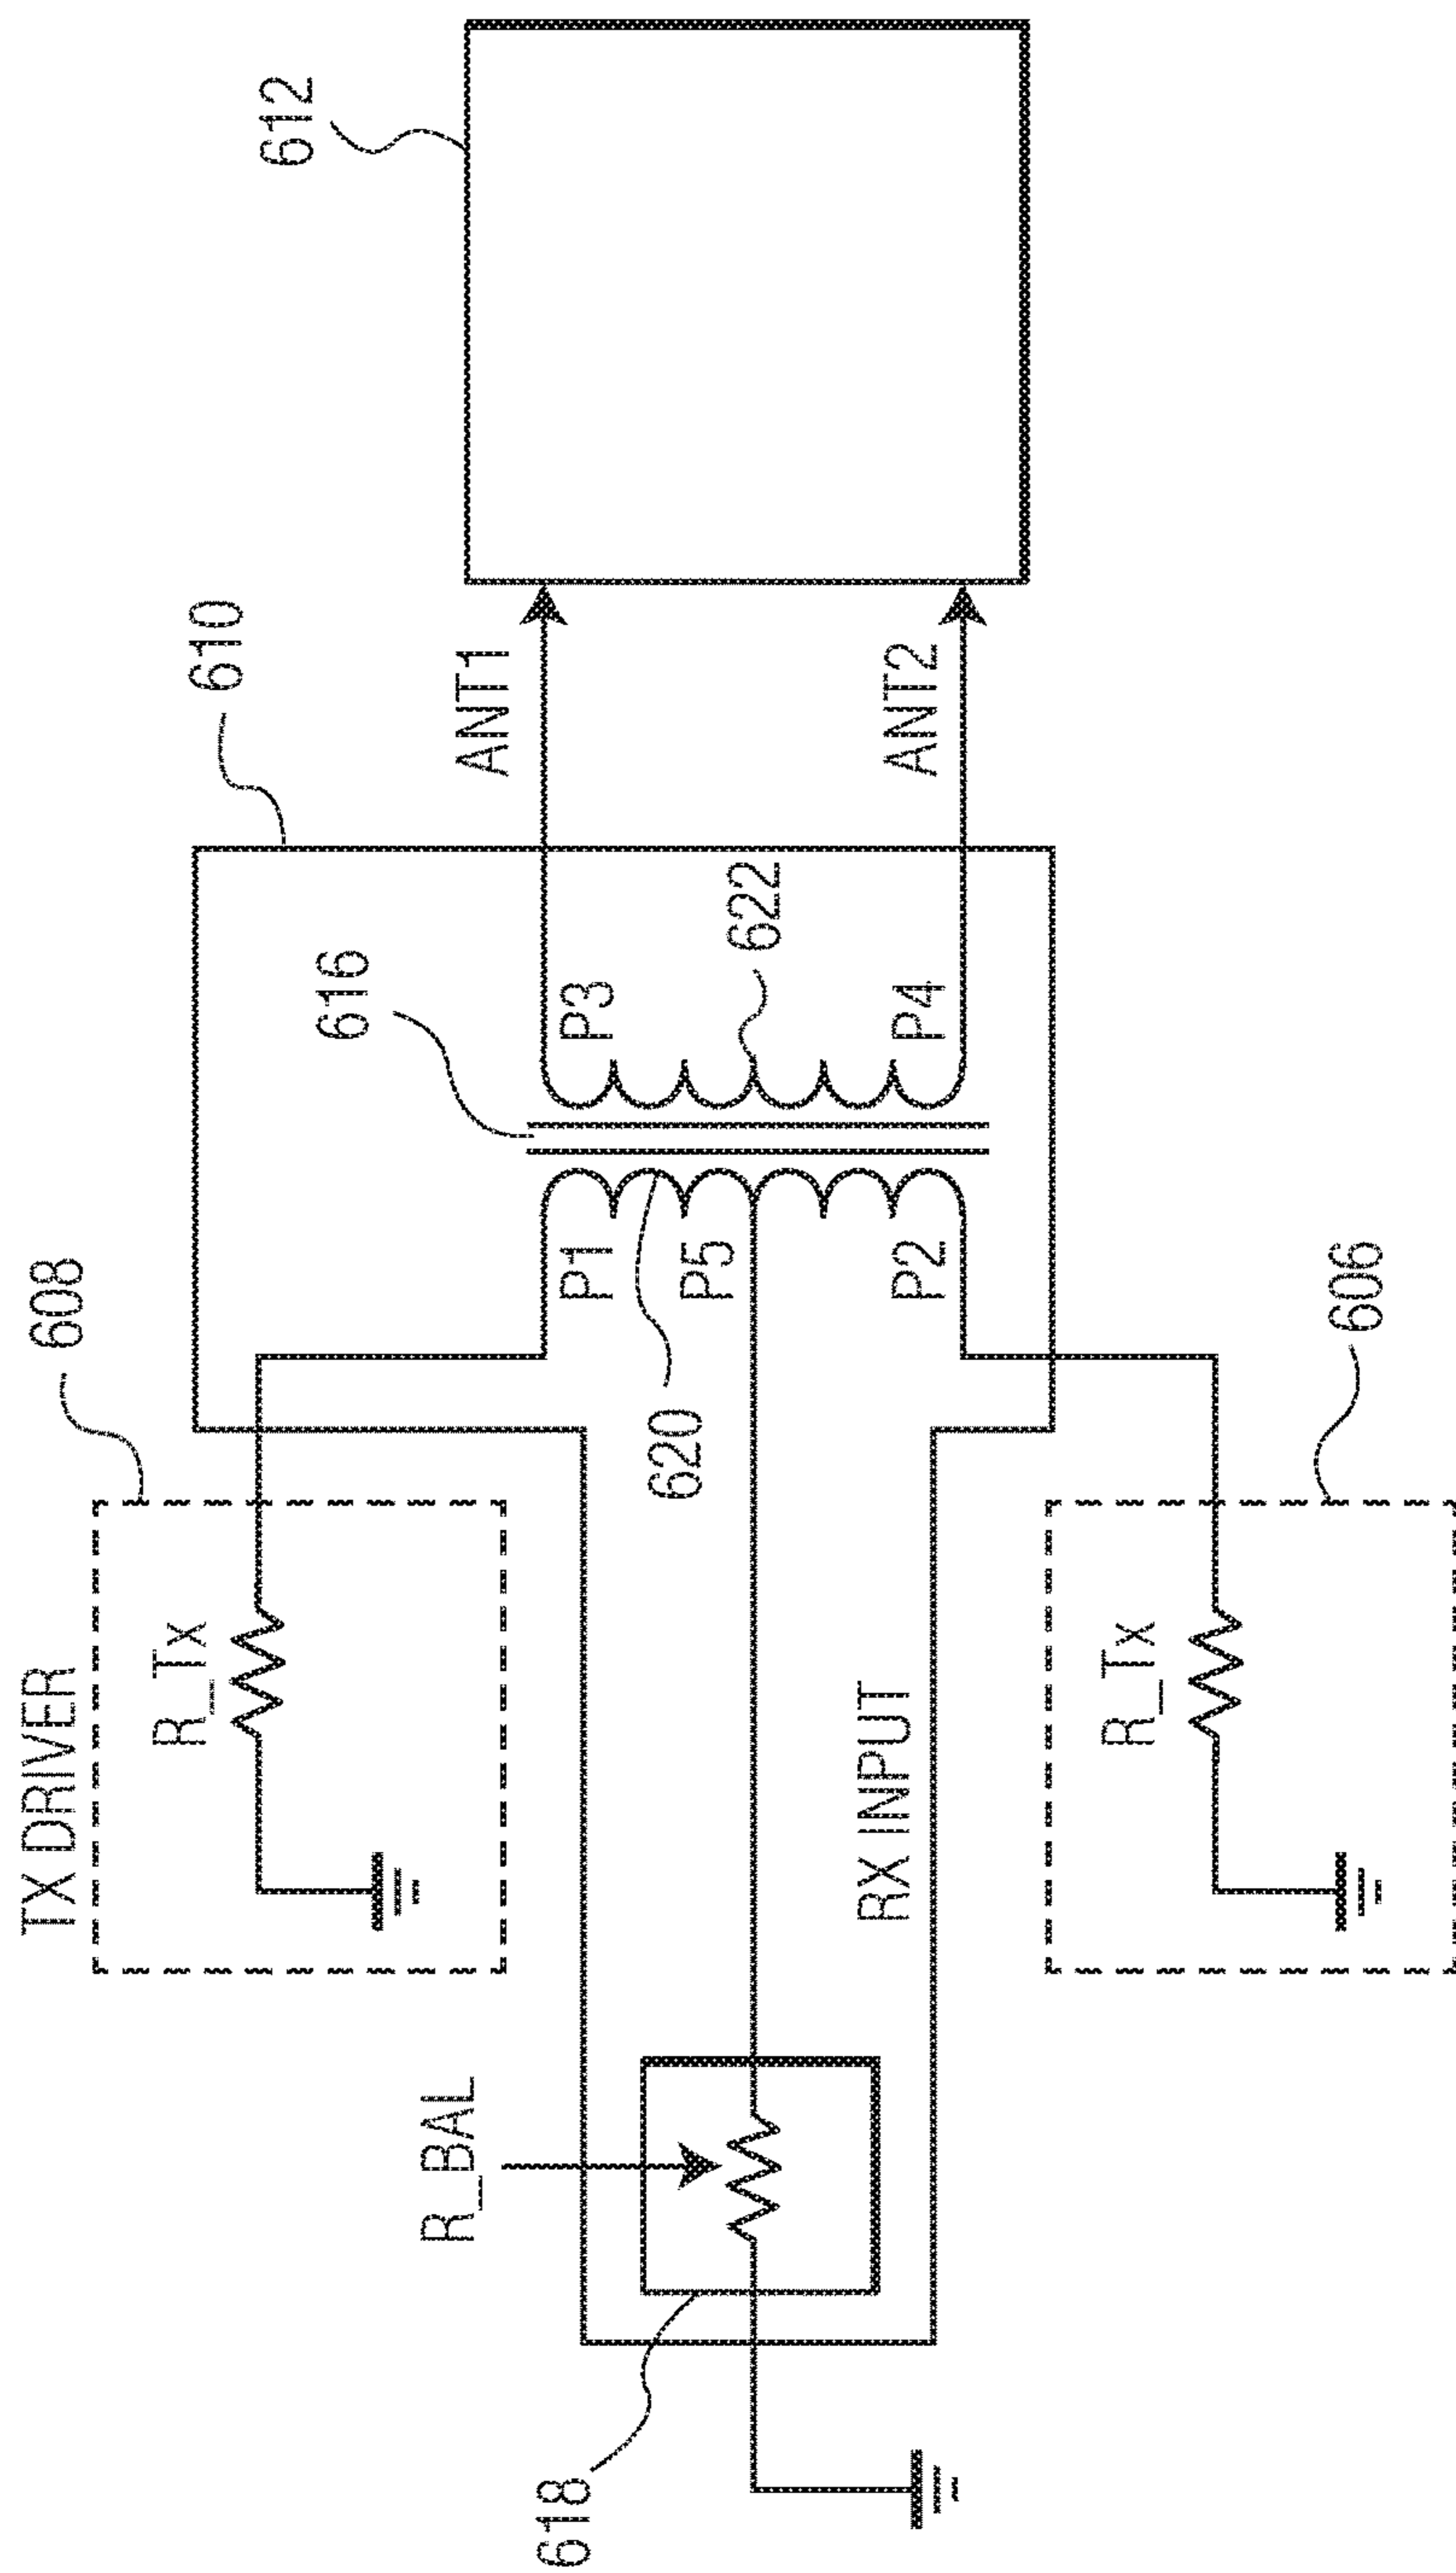 TX DRIVER
608
R_Tx
610
612
616
ANT1
P1
P3
R_BAL
620
P5
622
618
RX INPUT
P2
P4
ANT2
R_Tx
606